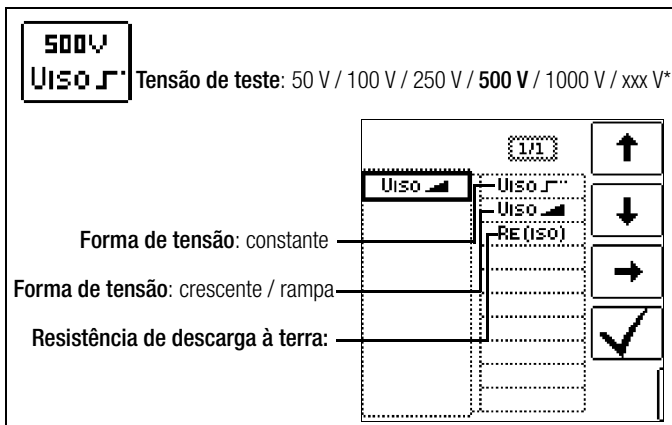 500V
UISO
Tensão de teste: 50 V / 100 V / 250 V / 500 V / 1000 V / xxx V*
1/1
UISO
UISO
UISO
RE(ISO)
Forma de tensão: constante
Forma de tensão: crescente / rampa
Resistência de descarga à terra: